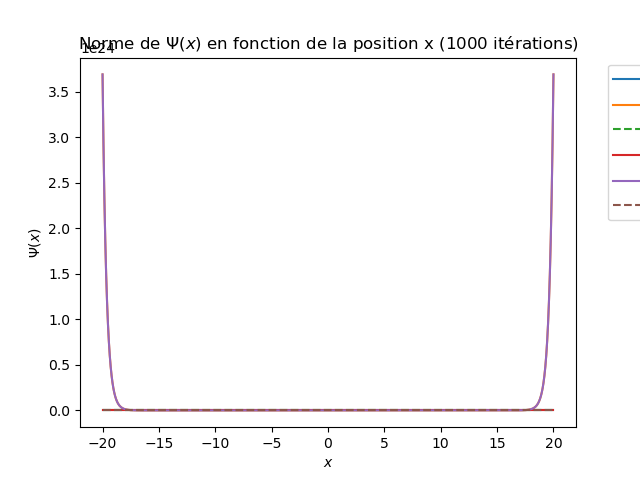 Norme de Ψ(x) en fonction de la position x (1000 itérations)
1e24
3.5
3.0
2.5
2.0
1.5
1.0
0.5
0.0
Ψ(x)
−20 −15 −10 −5 0 5 10 15 20
x